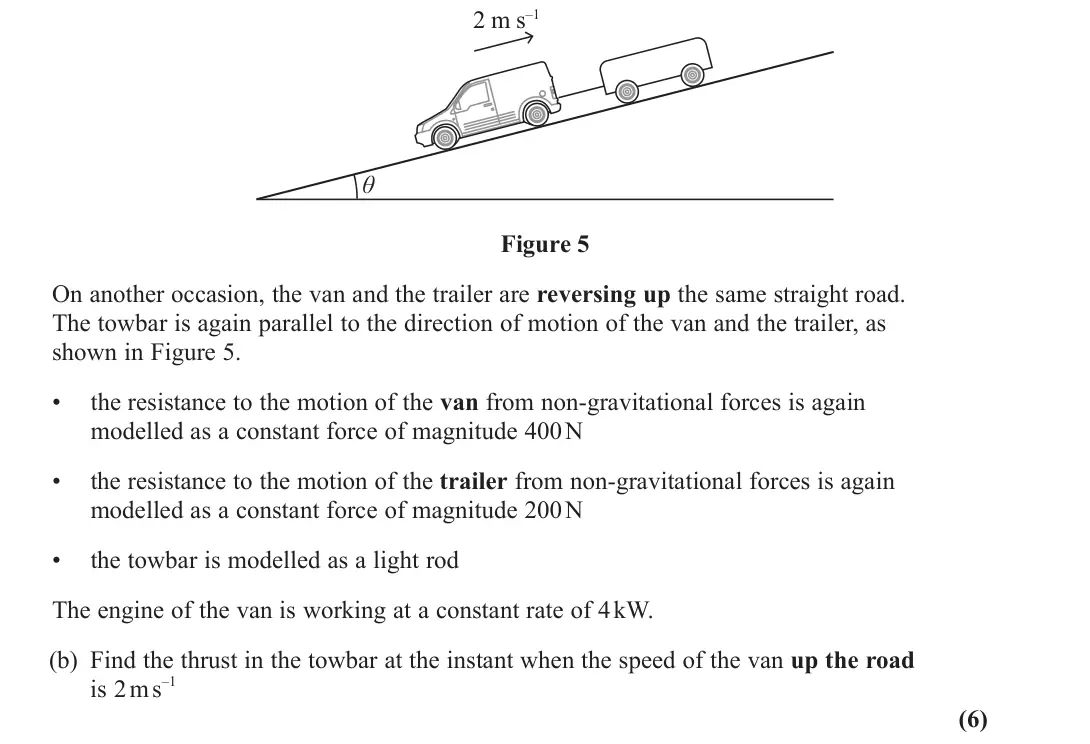 2 m s⁻¹
θ
Figure 5
On another occasion, the van and the trailer are reversing up the same straight road.
The towbar is again parallel to the direction of motion of the van and the trailer, as
shown in Figure 5.
• the resistance to the motion of the van from non-gravitational forces is again
modelled as a constant force of magnitude 400 N
• the resistance to the motion of the trailer from non-gravitational forces is again
modelled as a constant force of magnitude 200 N
• the towbar is modelled as a light rod
The engine of the van is working at a constant rate of 4 kW.
(b) Find the thrust in the towbar at the instant when the speed of the van up the road
is 2 m s⁻¹
(6)